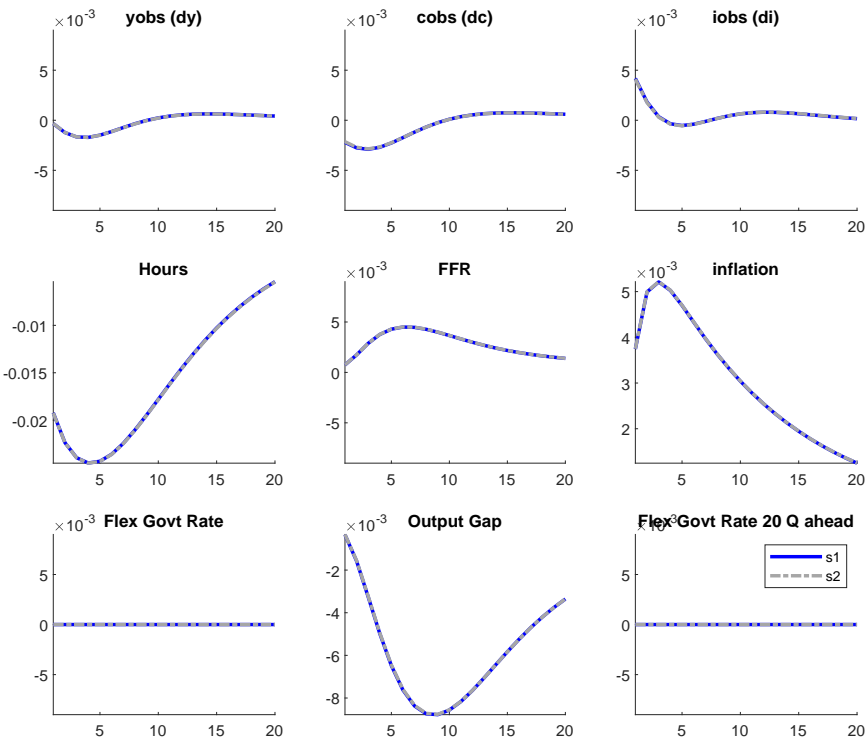 ×10⁻³ yobs (dy)
5
0
-5
5 10 15 20
×10⁻³ cobs (dc)
5
0
-5
5 10 15 20
×10⁻³ iobs (di)
5
0
-5
5 10 15 20
Hours
-0.01
-0.015
-0.02
5 10 15 20
×10⁻³ FFR
5
0
-5
5 10 15 20
×10⁻³ inflation
5
4
3
2
5 10 15 20
×10⁻³ Flex Govt Rate
5
0
-5
5 10 15 20
×10⁻³ Output Gap
-2
-4
-6
-8
5 10 15 20
×10⁻³ Flex Govt Rate 20 Q ahead
5
0
-5
5 10 15 20
s1
s2